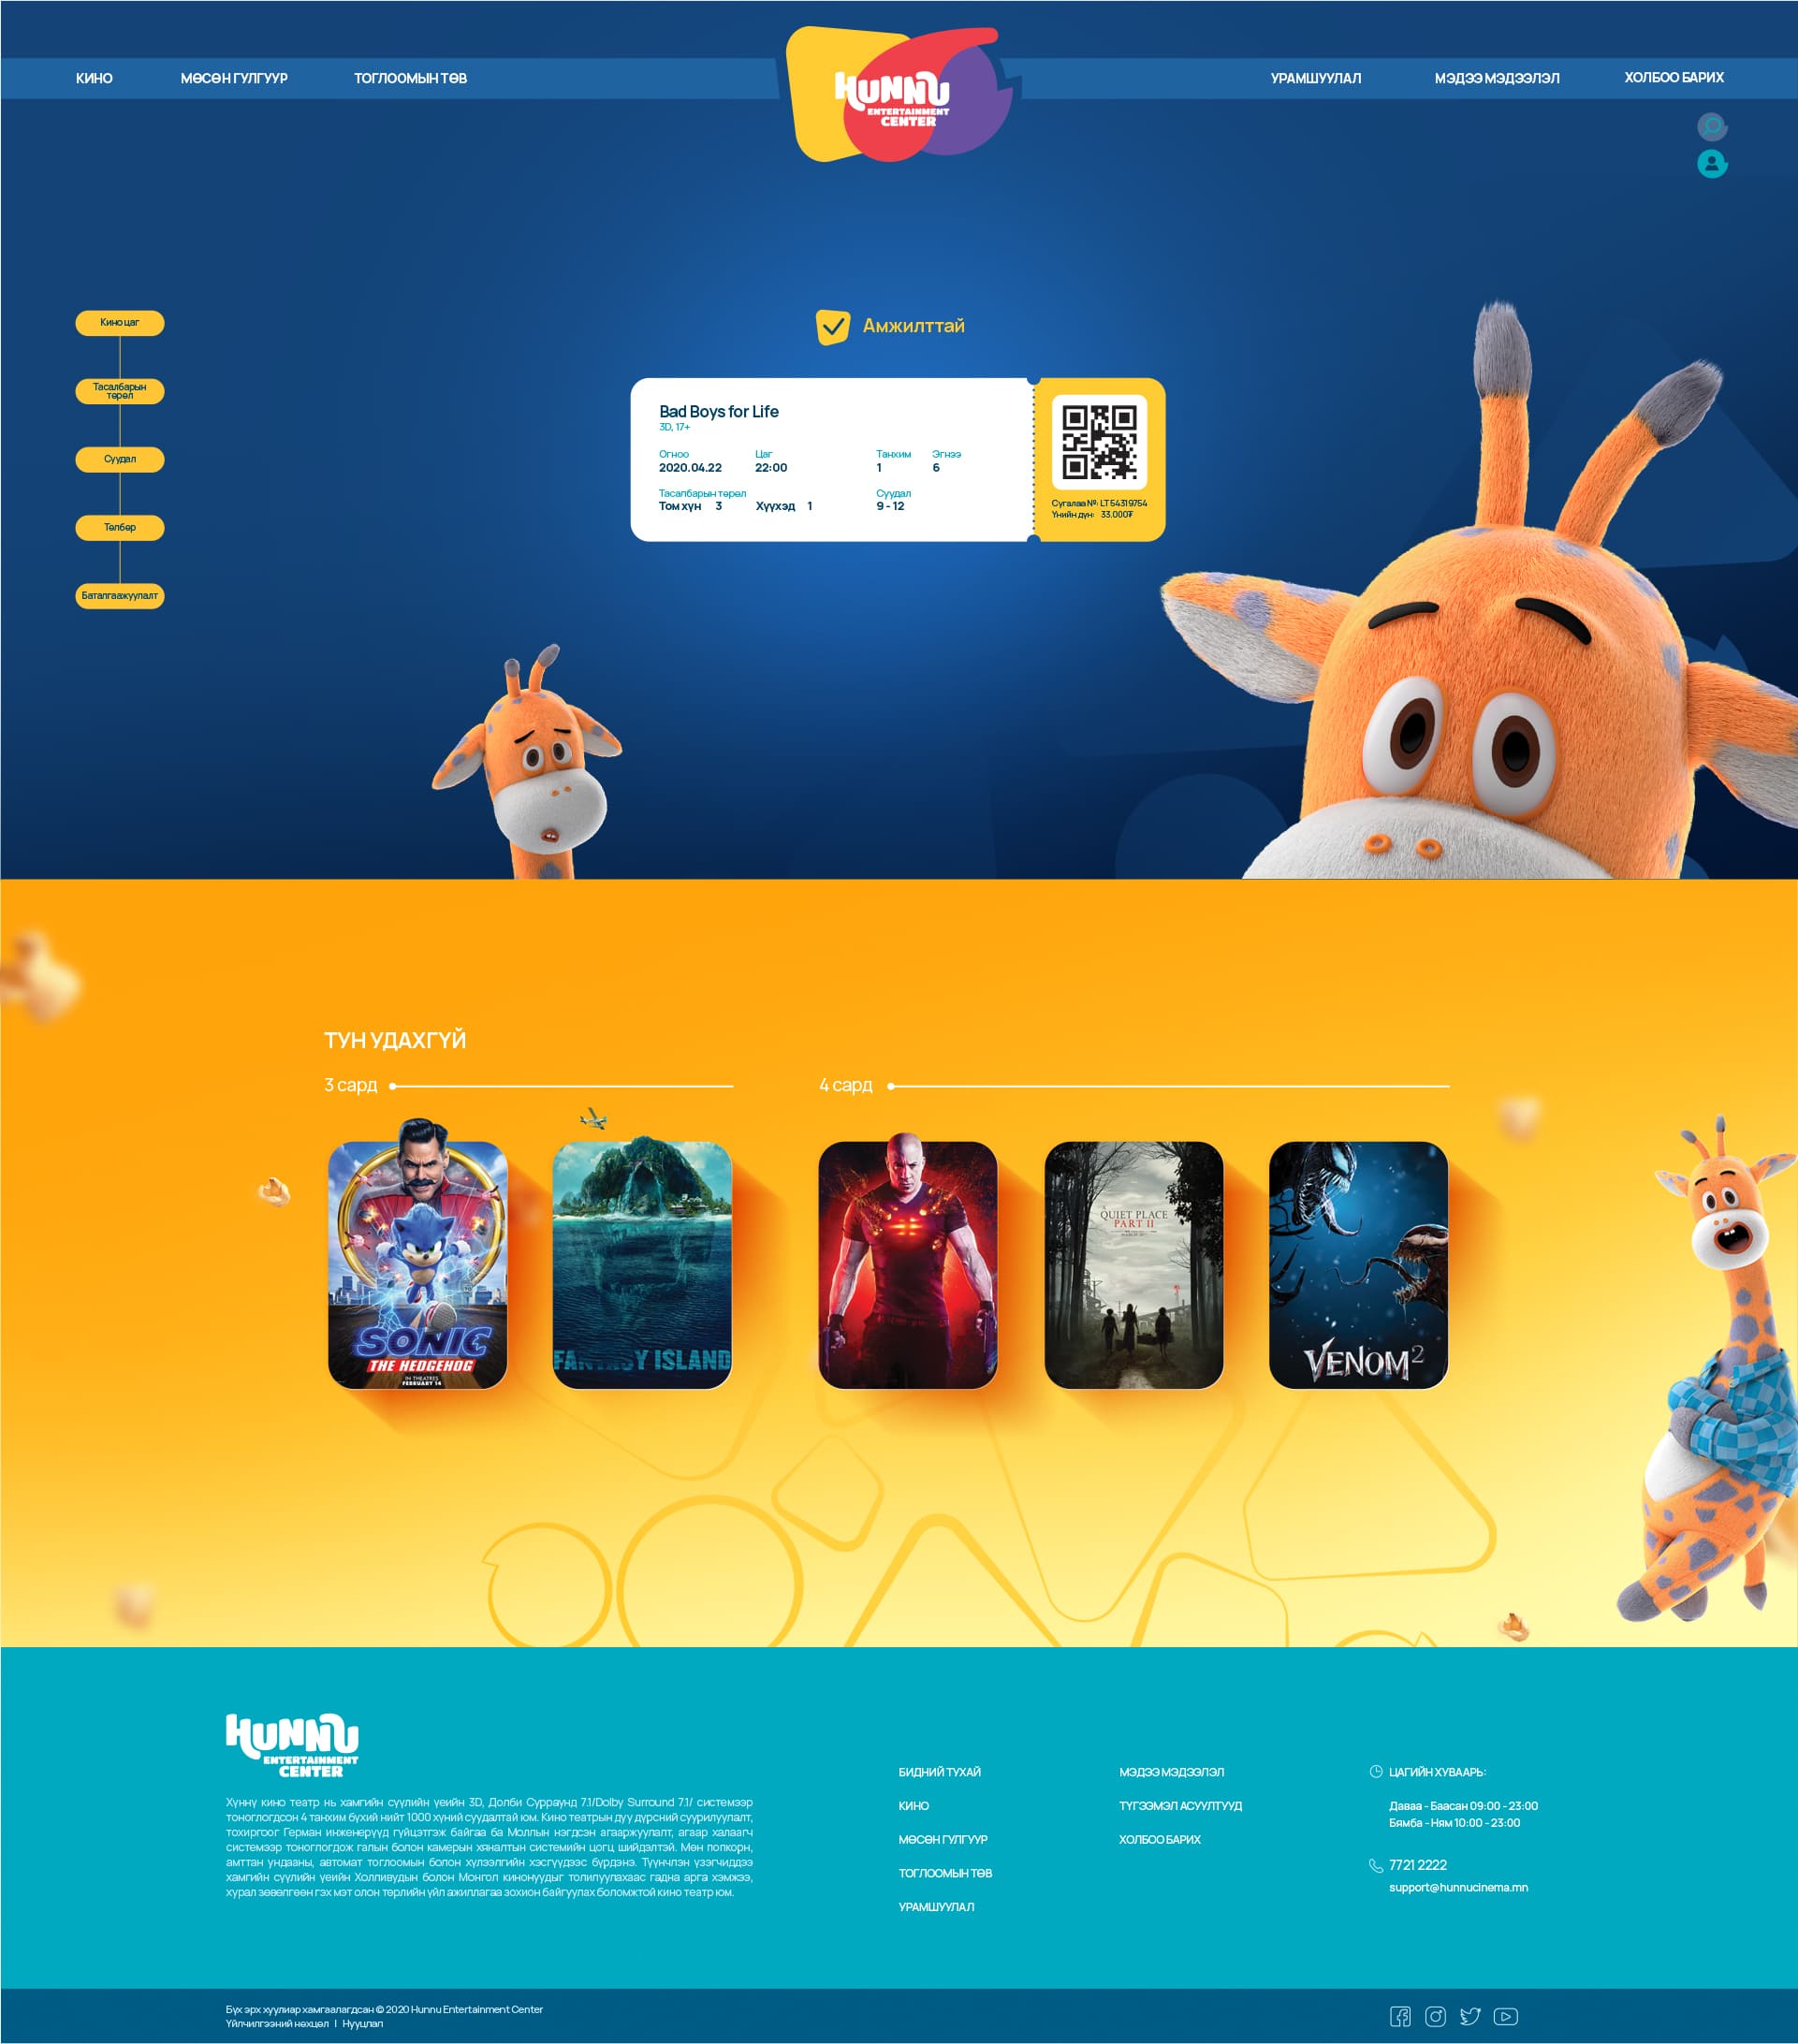 КИНО
МӨСӨН ГУЛГУУР
ТОГЛООМЫН ТӨВ
HUNNU
ENTERTAINMENT
CENTER
УРАМШУУЛАЛ
МЭДЭЭ МЭДЭЭЛЭЛ
ХОЛБОО БАРИХ
Кино цаг
Тасалбарын
төрөл
Суудал
Төлбөр
Баталгаажуулалт
Амжилттай
Bad Boys for Life
3D, 17+
Огноо Цаг Танхим Эгнээ
2020.04.22 22:00 1 6
Тасалбарын төрөл Суудал
Том хүн 3 Хүүхэд 1 9 - 12
Сугалаа №: LT 54319754
Үнийн дүн: 33.000₮
ТУН УДАХГҮЙ
3 сард
4 сард
SONIC
THE HEDGEHOG
IN THEATRES
FEBRUARY 14
FANTASY ISLAND
A
QUIET PLACE
PART II
VENOM 2
HUNNU
ENTERTAINMENT
CENTER
Хүннү кино театр нь хамгийн сүүлийн үеийн 3D, Долби Сурраунд 7.1/Dolby Surround 7.1/ системээр
тоноглогдсон 4 танхим бүхий нийт 1000 хүний суудалтай юм. Кино театрын дуу дүрсний суурилуулалт,
тохиргоог Герман инженерүүд гүйцэтгэж байгаа ба Моллын нэгдсэн агааржуулалт, агаар халаагч
системээр тоноглогдож галын болон камерын хяналтын системийн цогц шийдэлтэй. Мөн попкорн,
амттан ундааны, автомат тоглоомын болон хүлээлгийн хэсгүүдээс бүрдэнэ. Түүнчлэн үзэгчиддээ
хамгийн сүүлийн үеийн Холливудын болон Монгол кинонуудыг толилуулахаас гадна арга хэмжээ,
хурал зөвөлгөөн гэх мэт олон төрлийн үйл ажиллагаа зохион байгуулах боломжтой кино театр юм.
БИДНИЙ ТУХАЙ
КИНО
МӨСӨН ГУЛГУУР
ТОГЛООМЫН ТӨВ
УРАМШУУЛАЛ
МЭДЭЭ МЭДЭЭЛЭЛ
ТҮГЭЭМЭЛ АСУУЛТУУД
ХОЛБОО БАРИХ
ЦАГИЙН ХУВААРЬ:
Даваа - Баасан 09:00 - 23:00
Бямба - Ням 10:00 - 23:00
7721 2222
support@hunnucinema.mn
Бүх эрх хуулиар хамгаалагдсан © 2020 Hunnu Entertainment Center
Үйлчилгээний нөхцөл | Нууцлал